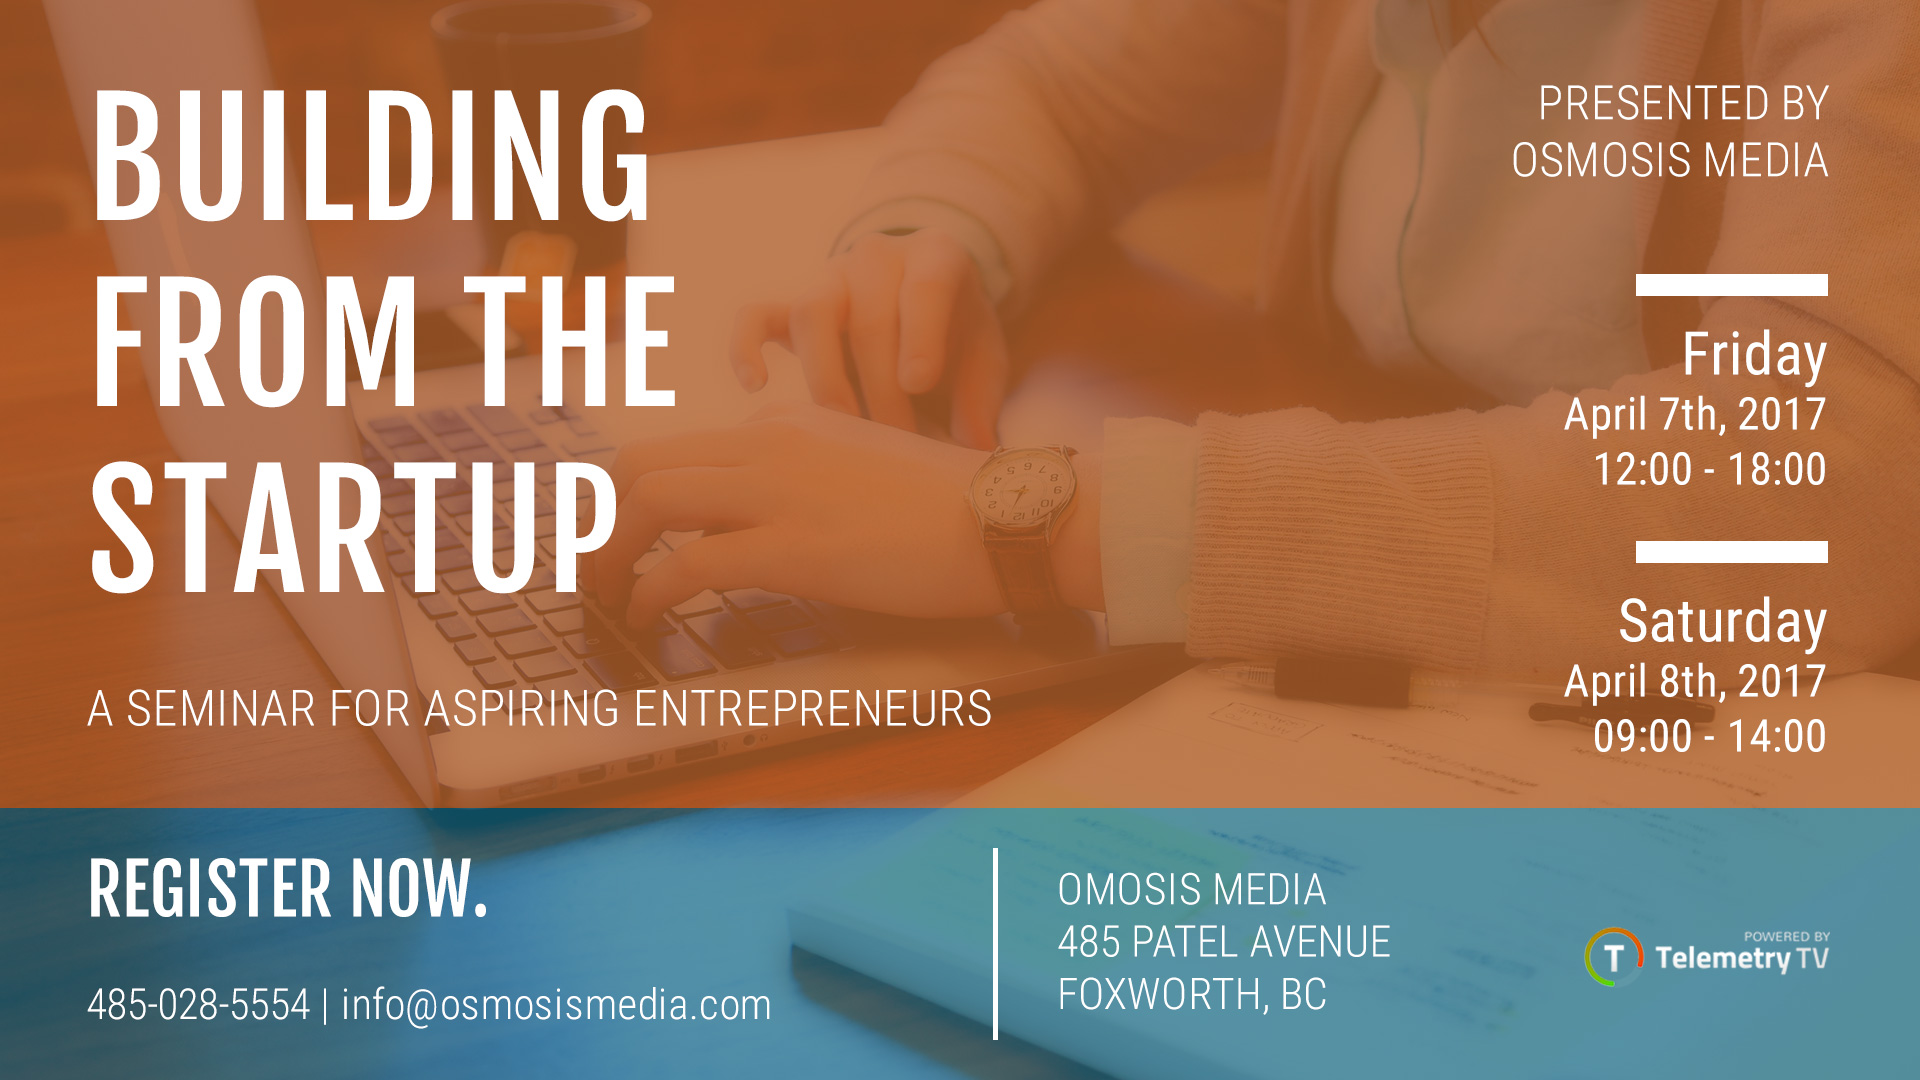 BUILDING
FROM THE
STARTUP
A SEMINAR FOR ASPIRING ENTREPRENEURS
PRESENTED BY
OSMOSIS MEDIA
Friday
April 7th, 2017
12:00 - 18:00
Saturday
April 8th, 2017
09:00 - 14:00
REGISTER NOW.
485-028-5554 | info@osmosismedia.com
OMOSIS MEDIA
485 PATEL AVENUE
FOXWORTH, BC
POWERED BY
T Telemetry TV